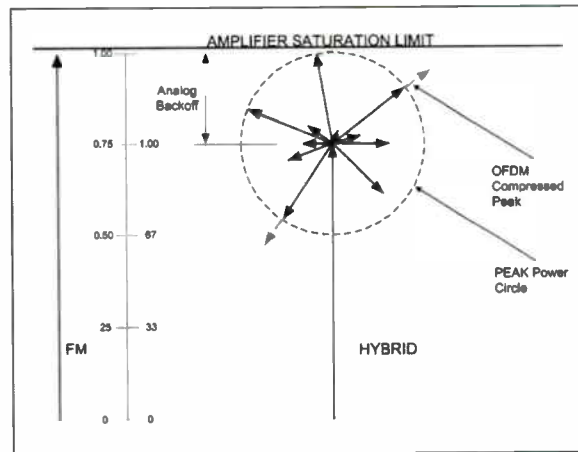 AMPLIFIER SATURATION LIMIT
1.00
Analog
Backoff
0.75
1.00
OFDM
Compressed
Peak
0.50
67
PEAK Power
Circle
25
33
FM
HYBRID
0
0